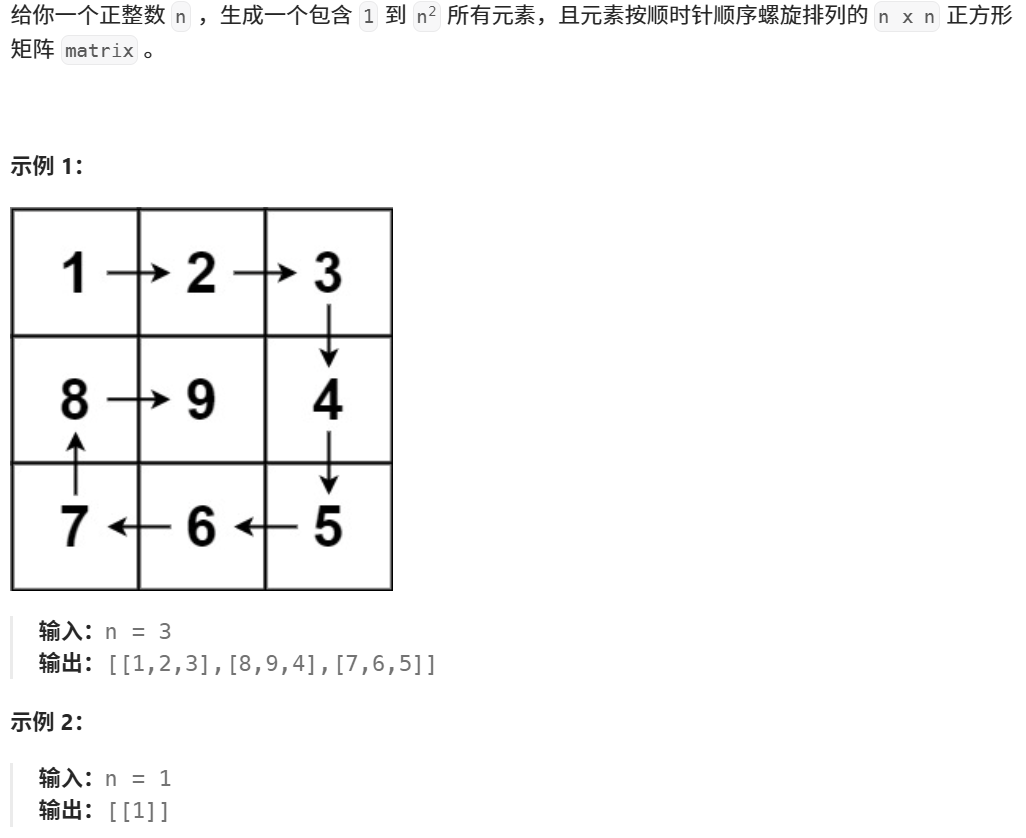 给你一个正整数 n ，生成一个包含 1 到 n² 所有元素，且元素按顺时针顺序螺旋排列的 n x n 正方形
矩阵 matrix 。
示例 1：
1 2 3
8 9 4
7 6 5
输入：n = 3
输出：[[1,2,3],[8,9,4],[7,6,5]]
示例 2：
输入：n = 1
输出：[[1]]